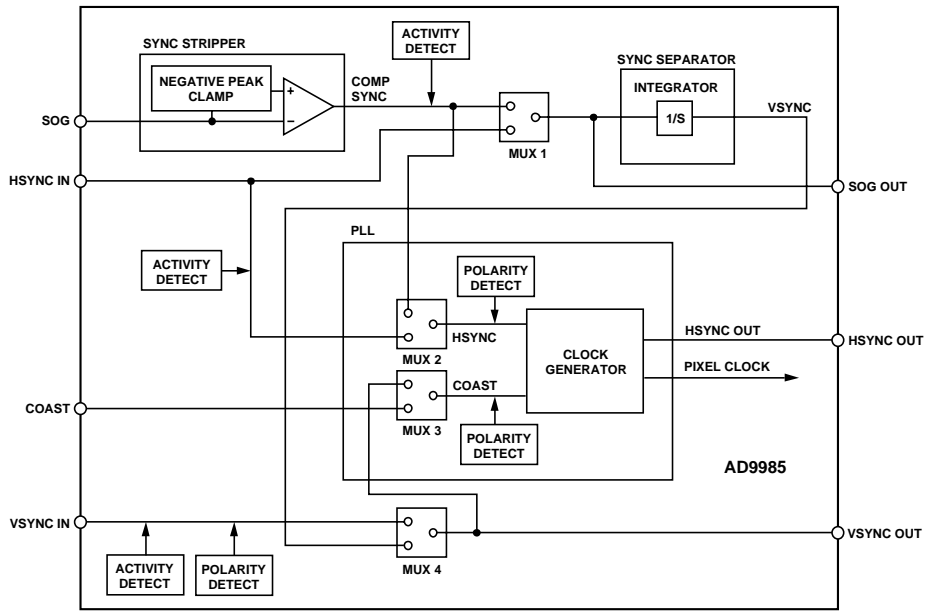 ACTIVITY
DETECT
SYNC STRIPPER
SYNC SEPARATOR
NEGATIVE PEAK
CLAMP
+
−
COMP
SYNC
INTEGRATOR
1/S
VSYNC
SOG
MUX 1
HSYNC IN
SOG OUT
PLL
ACTIVITY
DETECT
POLARITY
DETECT
HSYNC
MUX 2
CLOCK
GENERATOR
HSYNC OUT
HSYNC OUT
PIXEL CLOCK
COAST
COAST
MUX 3
POLARITY
DETECT
AD9985
VSYNC IN
VSYNC OUT
MUX 4
ACTIVITY
DETECT
POLARITY
DETECT